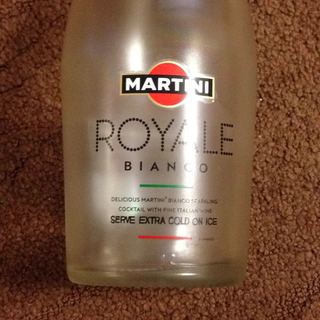 MARTINI
ROYALE
BIANCO
DELICIOUS MARTINI® BIANCO SPARKLING
COCKTAIL WITH FINE ITALIAN WINE
SERVE EXTRA COLD ON ICE